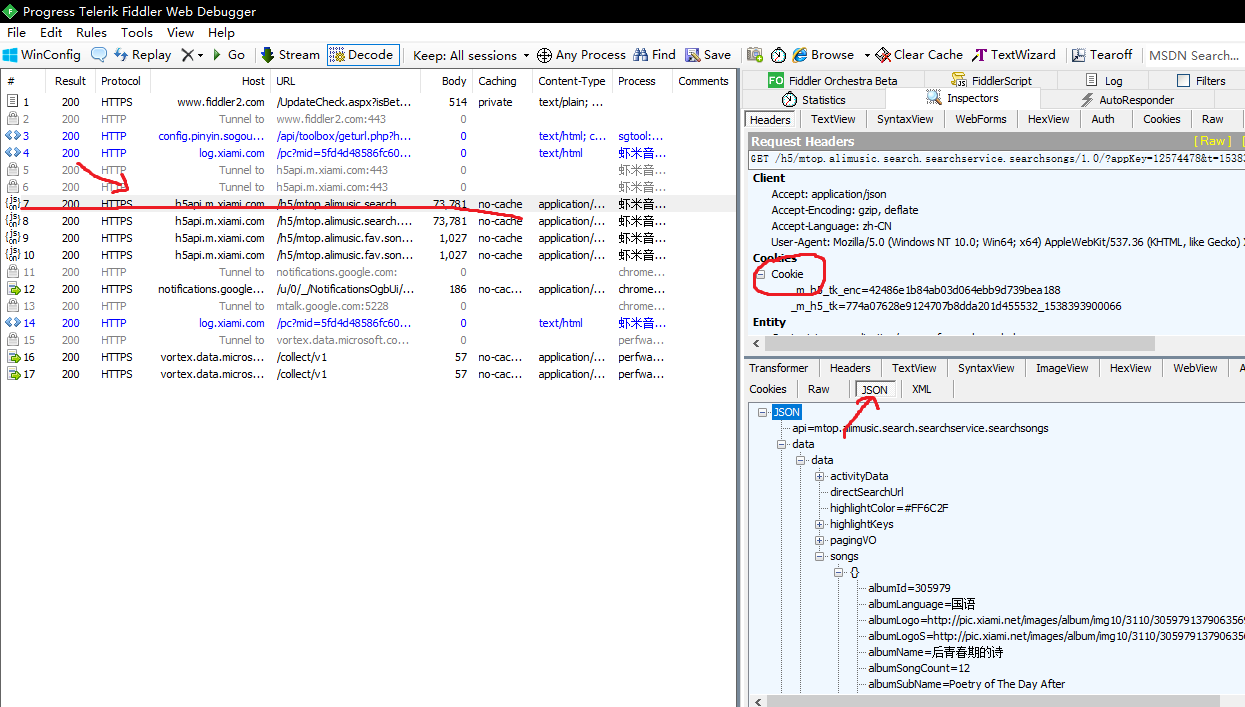 Progress Telerik Fiddler Web Debugger
File Edit Rules Tools View Help
WinConfig Replay Go Stream Decode Keep: All sessions Any Process Find Save Browse Clear Cache TextWizard Tearoff MSDN Search...
# Result Protocol Host URL Body Caching Content-Type Process Comments
1 200 HTTPS www.fiddler2.com /UpdateCheck.aspx?isBet... 514 private text/plain; ...
2 200 HTTP Tunnel to www.fiddler2.com:443 0
3 200 HTTP config.pinyin.sogou... /api/toolbox/geturl.php?h... 0 text/html; c... sgtool:...
4 200 HTTP log.xiami.com /pc?mid=5fd4d48586fc60... 0 text/html 虾米音...
5 200 HTTP Tunnel to h5api.m.xiami.com:443 0 虾米音...
6 200 HTTP Tunnel to h5api.m.xiami.com:443 0 虾米音...
7 200 HTTPS h5api.m.xiami.com /h5/mtop.alimusic.search.... 73,781 no-cache application/... 虾米音...
8 200 HTTPS h5api.m.xiami.com /h5/mtop.alimusic.search.... 73,781 no-cache application/... 虾米音...
9 200 HTTPS h5api.m.xiami.com /h5/mtop.alimusic.fav.son... 1,027 no-cache application/... 虾米音...
10 200 HTTPS h5api.m.xiami.com /h5/mtop.alimusic.fav.son... 1,027 no-cache application/... 虾米音...
11 200 HTTP Tunnel to notifications.google.com: 0 chrome...
12 200 HTTPS notifications.google... /u/0/_/NotificationsOgbUi/... 186 no-cac... application/... chrome...
13 200 HTTP Tunnel to mtalk.google.com:5228 0 chrome...
14 200 HTTP log.xiami.com /pc?mid=5fd4d48586fc60... 0 text/html 虾米音...
15 200 HTTP Tunnel to vortex.data.microsoft.co... 0 perfwa...
16 200 HTTPS vortex.data.micros... /collect/v1 57 no-cac... application/... perfwa...
17 200 HTTPS vortex.data.micros... /collect/v1 57 no-cac... application/... perfwa...
FO Fiddler Orchestra Beta FiddlerScript Log Filters
Statistics Inspectors AutoResponder
Headers TextView SyntaxView WebForms HexView Auth Cookies Raw
Request Headers [ Raw ]
GET /h5/mtop.alimusic.search.searchservice.searchsongs/1.0/?appKey=12574478&t=15383
Client
Accept: application/json
Accept-Encoding: gzip, deflate
Accept-Language: zh-CN
User-Agent: Mozilla/5.0 (Windows NT 10.0; Win64; x64) AppleWebKit/537.36 (KHTML, like Gecko)
Cookies
Cookie
_m_h5_tk_enc=42486e1b84ab03d064ebb9d739bea188
_m_h5_tk=774a07628e9124707b8dda201d455532_1538393900066
Entity
Transformer Headers TextView SyntaxView ImageView HexView WebView A
Cookies Raw JSON XML
JSON
api=mtop.alimusic.search.searchservice.searchsongs
data
data
activityData
directSearchUrl
highlightColor=#FF6C2F
highlightKeys
pagingVO
songs
{}
albumId=305979
albumLanguage=国语
albumLogo=http://pic.xiami.net/images/album/img10/3110/305979137906356
albumLogoS=http://pic.xiami.net/images/album/img10/3110/30597913790635
albumName=后青春期的诗
albumSongCount=12
albumSubName=Poetry of The Day After